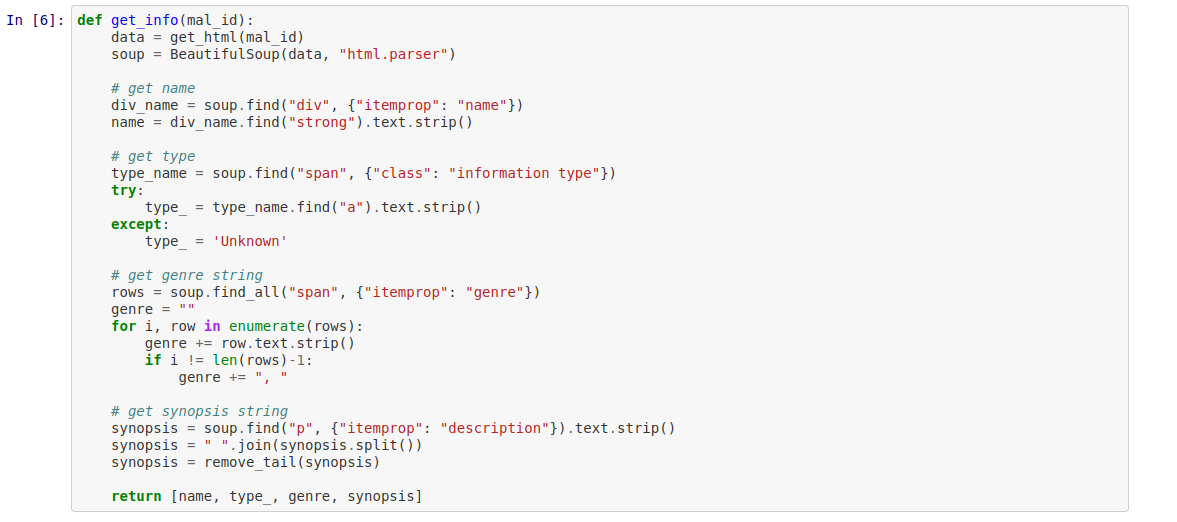 In [6]: def get_info(mal_id):
    data = get_html(mal_id)
    soup = BeautifulSoup(data, "html.parser")

    # get name
    div_name = soup.find("div", {"itemprop": "name"})
    name = div_name.find("strong").text.strip()

    # get type
    type_name = soup.find("span", {"class": "information type"})
    try:
        type_ = type_name.find("a").text.strip()
    except:
        type_ = 'Unknown'

    # get genre string
    rows = soup.find_all("span", {"itemprop": "genre"})
    genre = ""
    for i, row in enumerate(rows):
        genre += row.text.strip()
        if i != len(rows)-1:
            genre += ", "

    # get synopsis string
    synopsis = soup.find("p", {"itemprop": "description"}).text.strip()
    synopsis = " ".join(synopsis.split())
    synopsis = remove_tail(synopsis)

    return [name, type_, genre, synopsis]